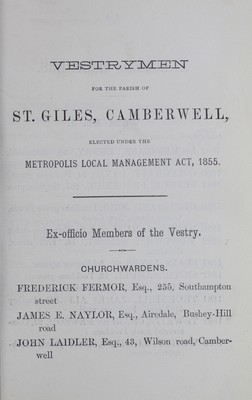 VESTRYMEN
FOR THE PARISH OF
ST. GILES, CAMBERWELL,
ELECTED UNDER THE
METROPOLIS LOCAL MANAGEMENT ACT, 1855.
Ex-officio Members of the Vestry.
CHURCHWARDENS.
FREDERICK FERMOR, Esq., 255, Southampton
street
JAMES E. NAYLOR, Esq., Airedale, Bushey-Hill
road
JOHN LAIDLER, Esq., 43, Wilson road, Camber-
well